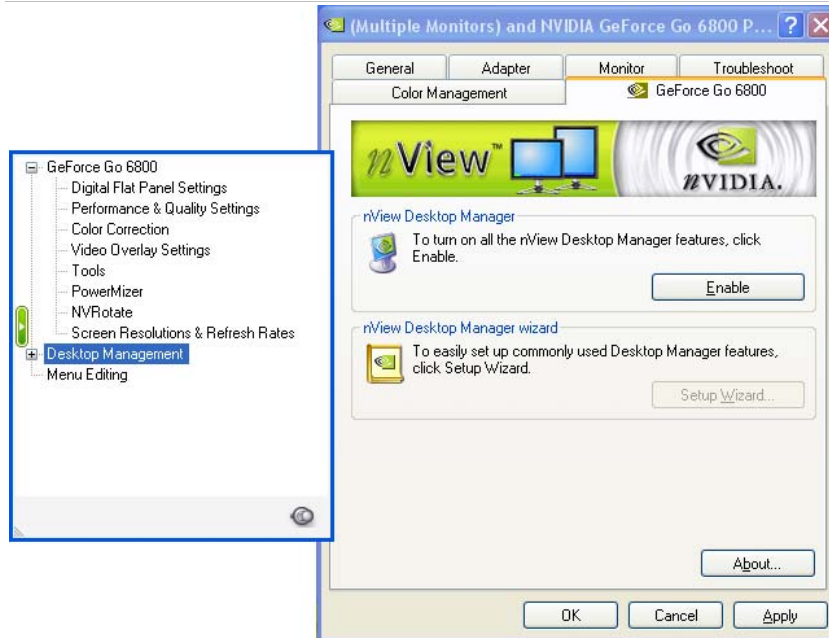 (Multiple Monitors) and NVIDIA GeForce Go 6800 P...
General Adapter Monitor Troubleshoot
Color Management GeForce Go 6800
nView™
nVIDIA.
GeForce Go 6800
Digital Flat Panel Settings
Performance & Quality Settings
Color Correction
Video Overlay Settings
Tools
PowerMizer
NVRotate
Screen Resolutions & Refresh Rates
Desktop Management
Menu Editing
nView Desktop Manager
To turn on all the nView Desktop Manager features, click
Enable.
Enable
nView Desktop Manager wizard
To easily set up commonly used Desktop Manager features,
click Setup Wizard.
Setup Wizard...
About...
OK Cancel Apply